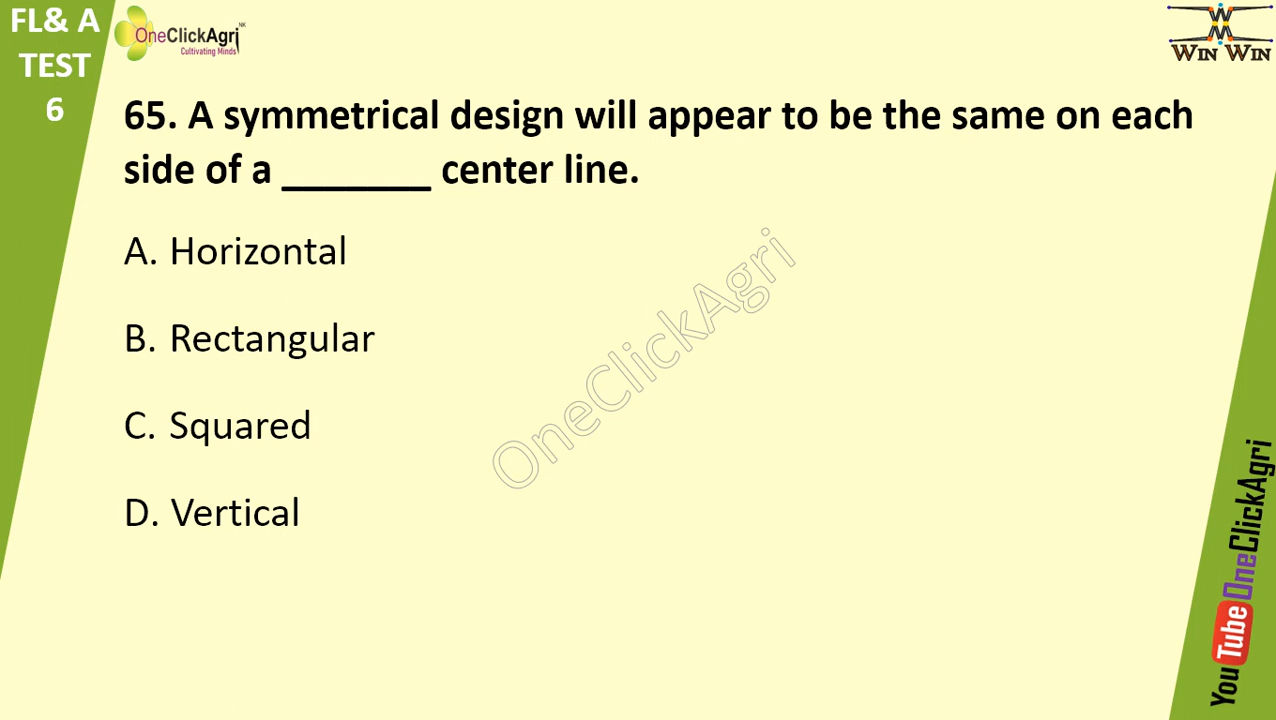 FL& A
TEST
6
OneClickAgri NK
Cultivating Minds
WIN WIN
65. A symmetrical design will appear to be the same on each
side of a _______ center line.
A. Horizontal
B. Rectangular
C. Squared
D. Vertical
OneClickAgri
YouTube OneClickAgri